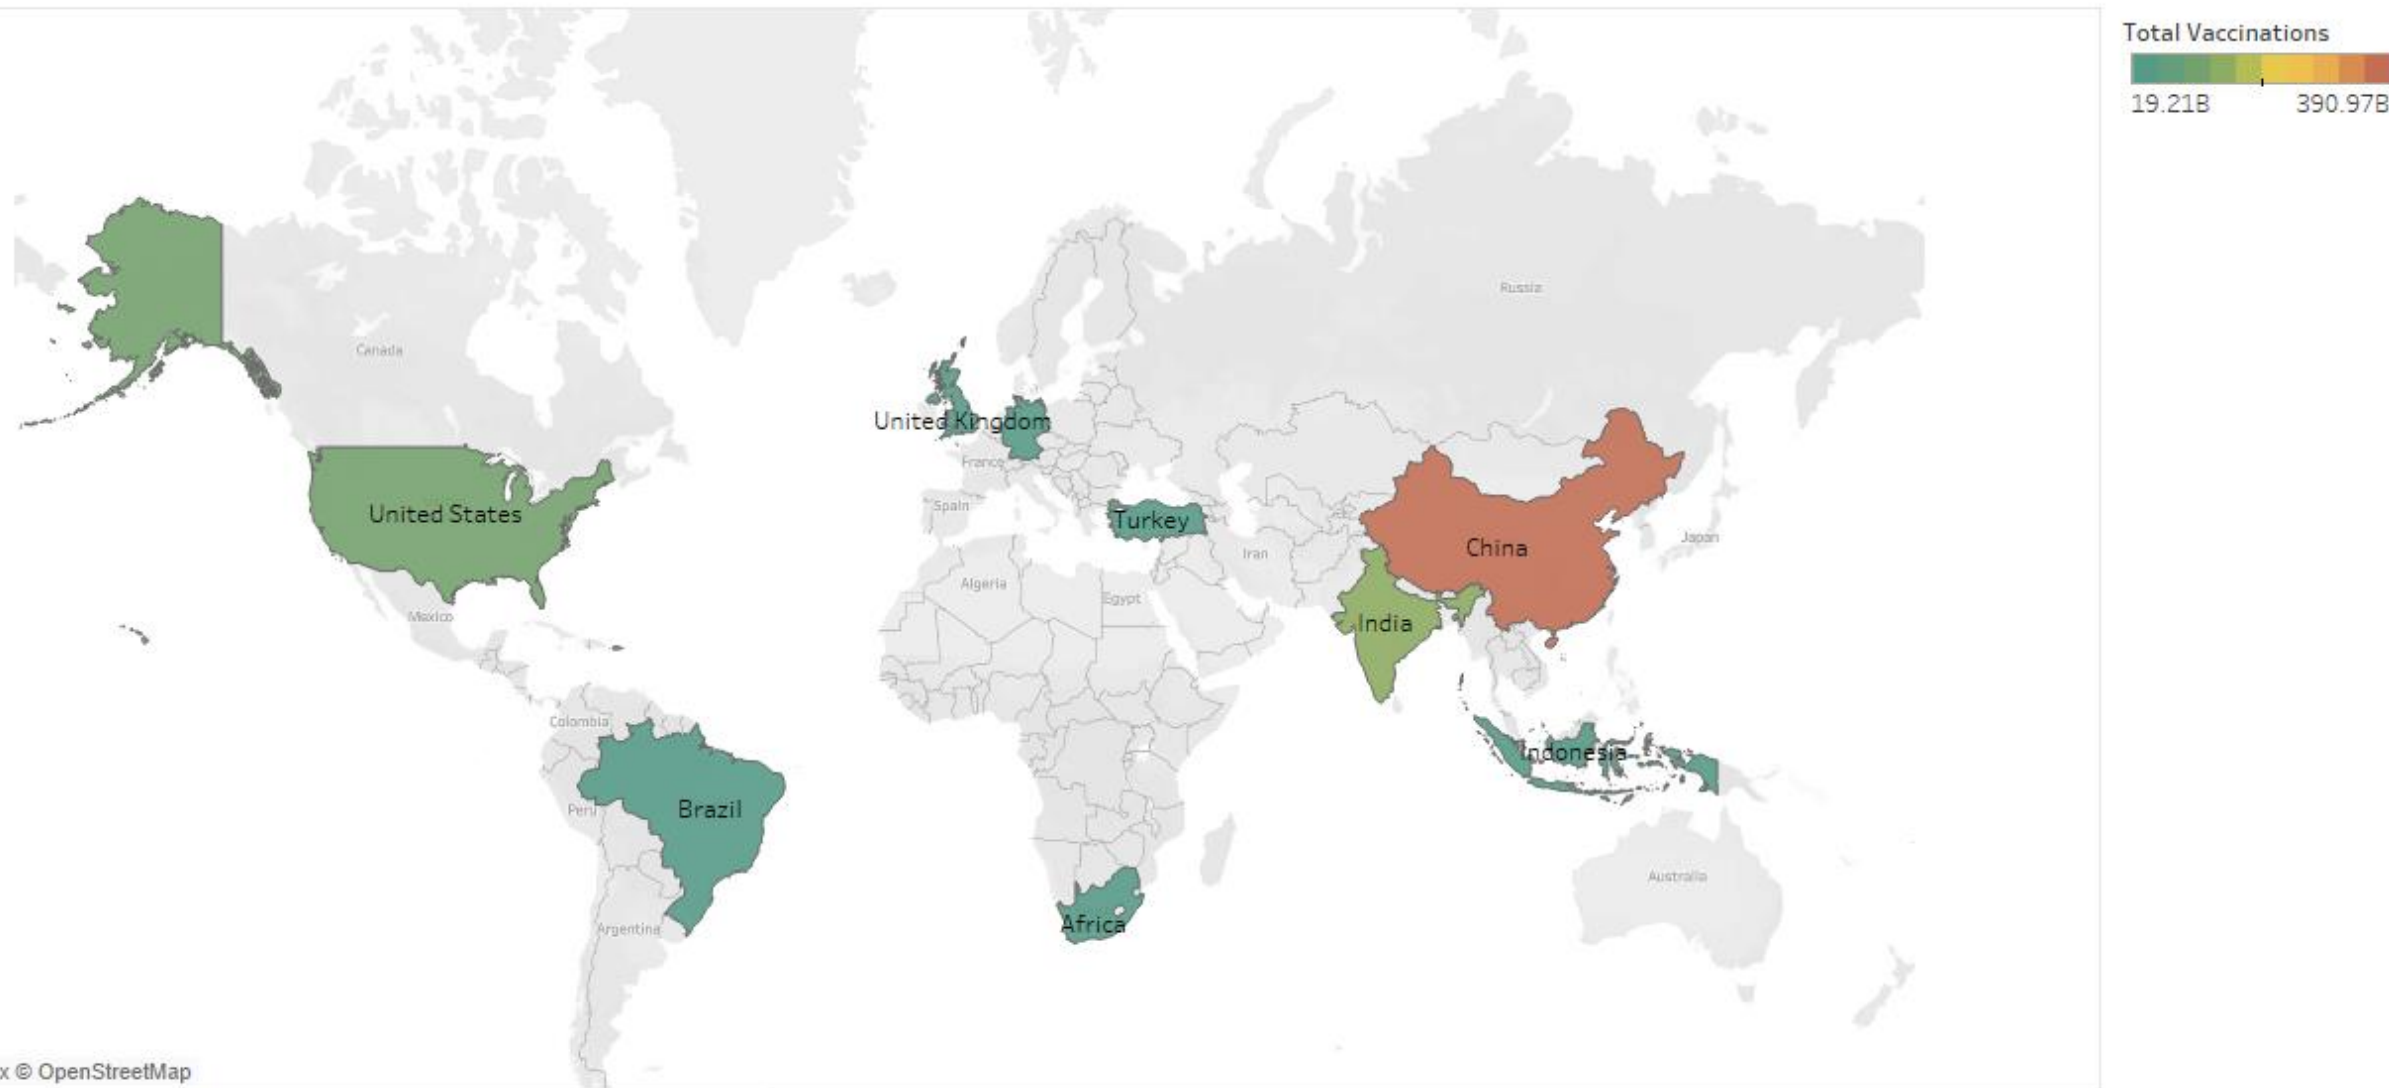 Total Vaccinations
19.21B 390.97B
Russia
Canada
United Kingdom
France
United States
Spain
Turkey
China
Japan
Iran
Algeria
Egypt
Mexico
India
Colombia
Indonesia
Peru
Brazil
Australia
Africa
Argentina
x © OpenStreetMap